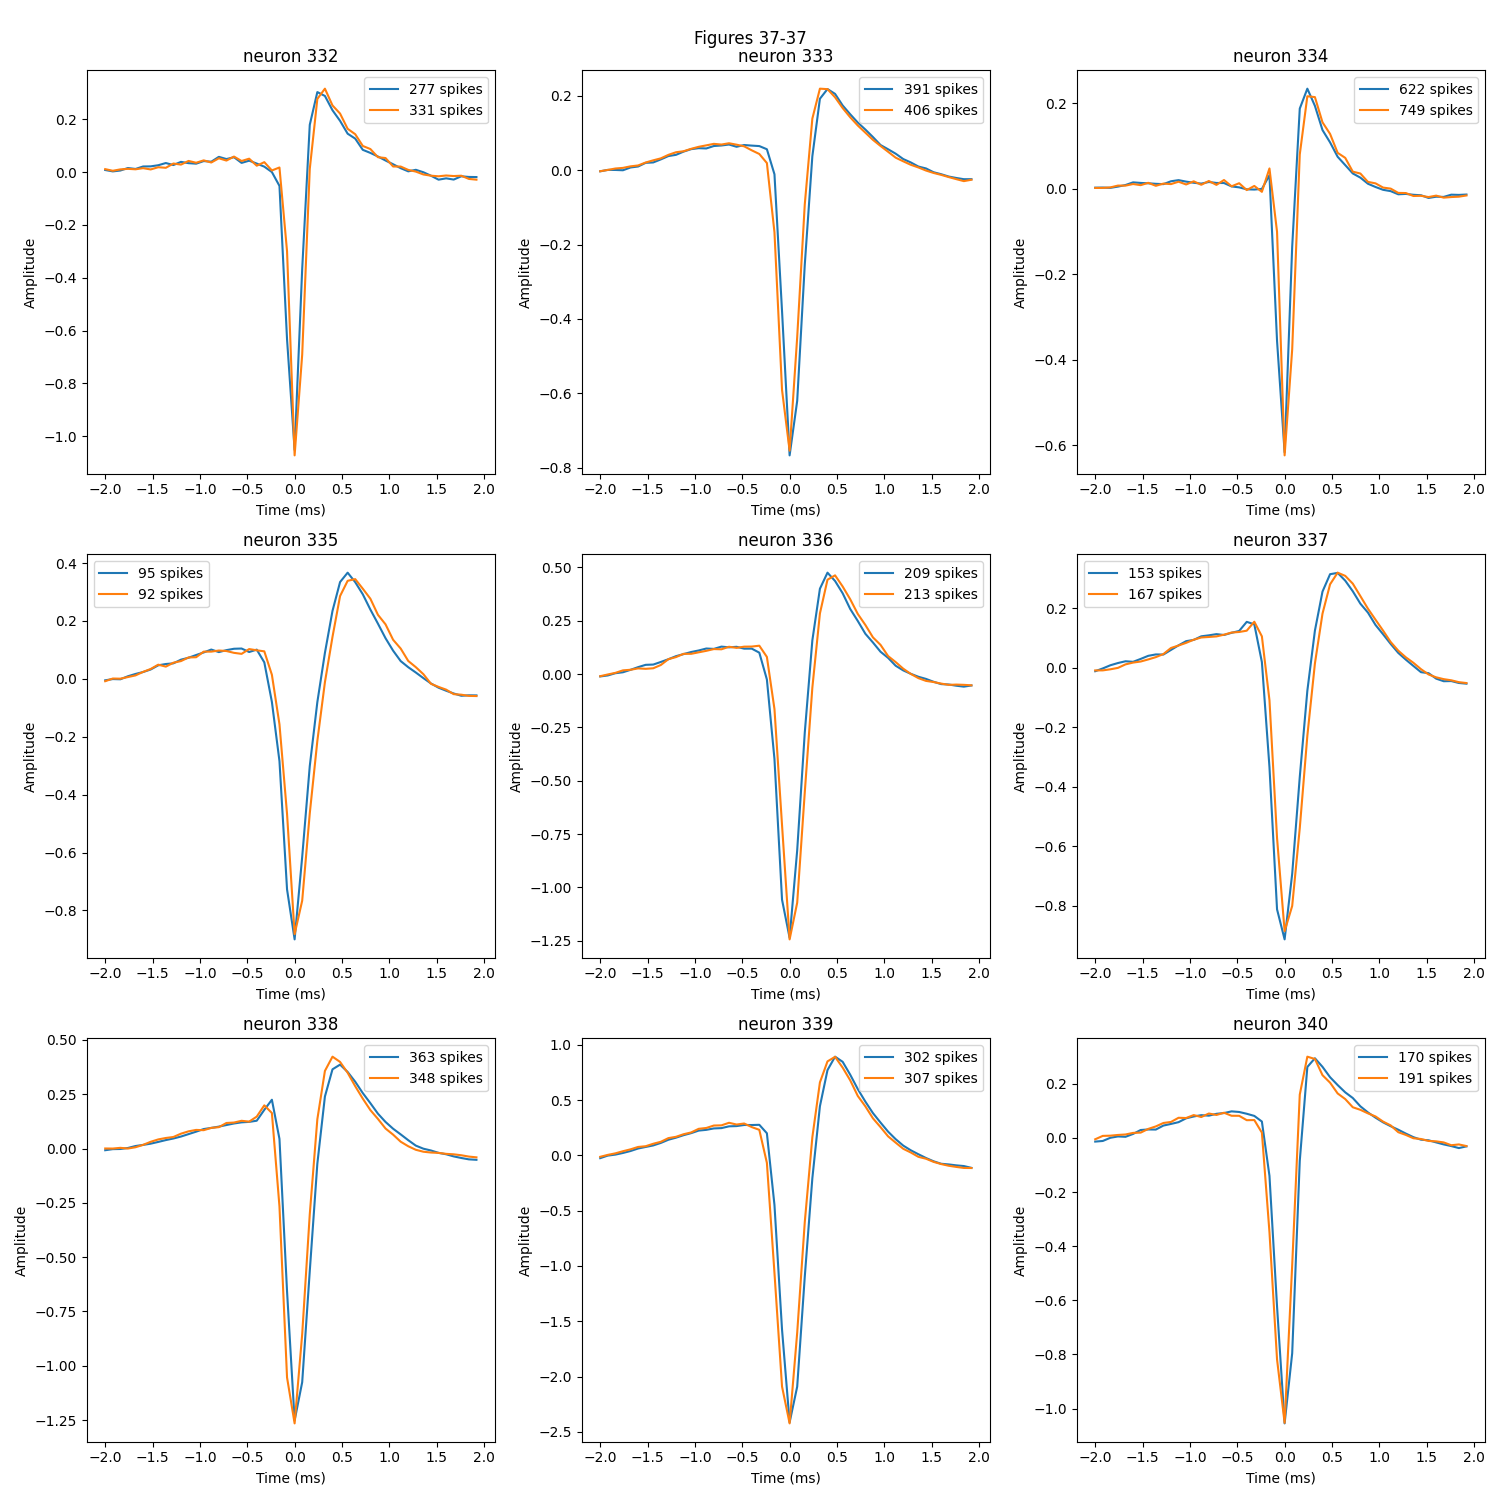 Figures 37-37
neuron 332
277 spikes
331 spikes
0.2
0.0
−0.2
−0.4
−0.6
−0.8
−1.0
Amplitude
−2.0 −1.5 −1.0 −0.5 0.0 0.5 1.0 1.5 2.0
Time (ms)
neuron 333
391 spikes
406 spikes
0.2
0.0
−0.2
−0.4
−0.6
−0.8
Amplitude
−2.0 −1.5 −1.0 −0.5 0.0 0.5 1.0 1.5 2.0
Time (ms)
neuron 334
622 spikes
749 spikes
0.2
0.0
−0.2
−0.4
−0.6
Amplitude
−2.0 −1.5 −1.0 −0.5 0.0 0.5 1.0 1.5 2.0
Time (ms)
neuron 335
95 spikes
92 spikes
0.4
0.2
0.0
−0.2
−0.4
−0.6
−0.8
Amplitude
−2.0 −1.5 −1.0 −0.5 0.0 0.5 1.0 1.5 2.0
Time (ms)
neuron 336
209 spikes
213 spikes
0.50
0.25
0.00
−0.25
−0.50
−0.75
−1.00
−1.25
Amplitude
−2.0 −1.5 −1.0 −0.5 0.0 0.5 1.0 1.5 2.0
Time (ms)
neuron 337
153 spikes
167 spikes
0.2
0.0
−0.2
−0.4
−0.6
−0.8
Amplitude
−2.0 −1.5 −1.0 −0.5 0.0 0.5 1.0 1.5 2.0
Time (ms)
neuron 338
363 spikes
348 spikes
0.50
0.25
0.00
−0.25
−0.50
−0.75
−1.00
−1.25
Amplitude
−2.0 −1.5 −1.0 −0.5 0.0 0.5 1.0 1.5 2.0
Time (ms)
neuron 339
302 spikes
307 spikes
1.0
0.5
0.0
−0.5
−1.0
−1.5
−2.0
−2.5
Amplitude
−2.0 −1.5 −1.0 −0.5 0.0 0.5 1.0 1.5 2.0
Time (ms)
neuron 340
170 spikes
191 spikes
0.2
0.0
−0.2
−0.4
−0.6
−0.8
−1.0
Amplitude
−2.0 −1.5 −1.0 −0.5 0.0 0.5 1.0 1.5 2.0
Time (ms)